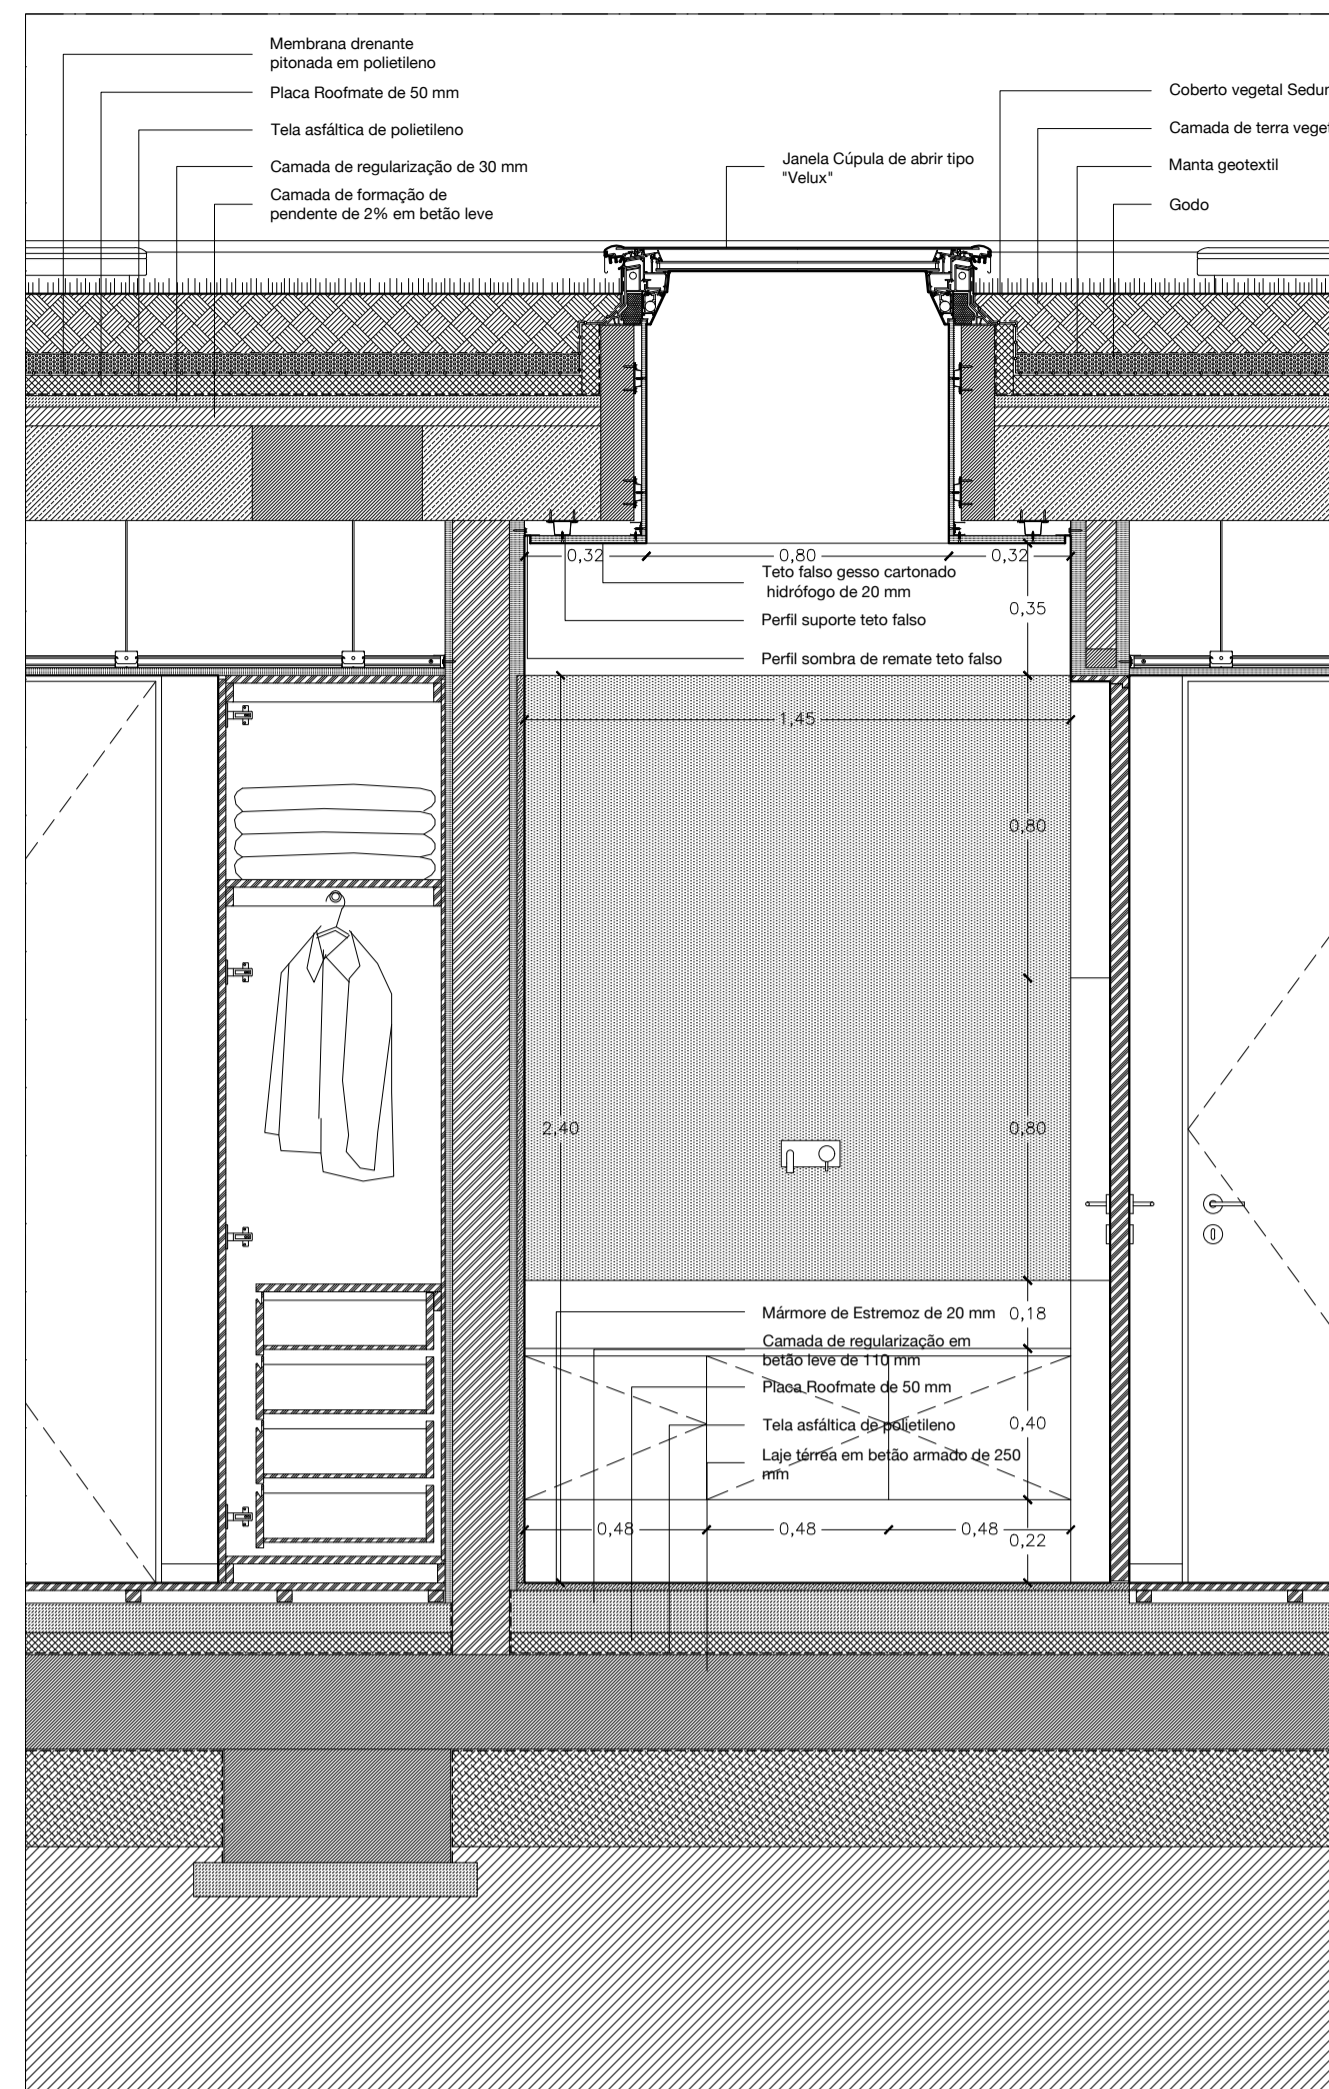 Membrana drenante
pitonada em polietileno
Placa Roofmate de 50 mm
Tela asfáltica de polietileno
Camada de regularização de 30 mm
Camada de formação de
pendente de 2% em betão leve
Janela Cúpula de abrir tipo
"Velux"
Coberto vegetal Sedum
Camada de terra veget
Manta geotextil
Godo
0,32
0,80
0,32
Teto falso gesso cartonado
hidrófogo de 20 mm
0,35
Perfil suporte teto falso
Perfil sombra de remate teto falso
1,45
0,80
2,40
0,80
Mármore de Estremoz de 20 mm
0,18
Camada de regularização em
betão leve de 110 mm
Placa Roofmate de 50 mm
Tela asfáltica de polietileno
0,40
Laje térrea em betão armado de 250
mm
0,48
0,48
0,48
0,22